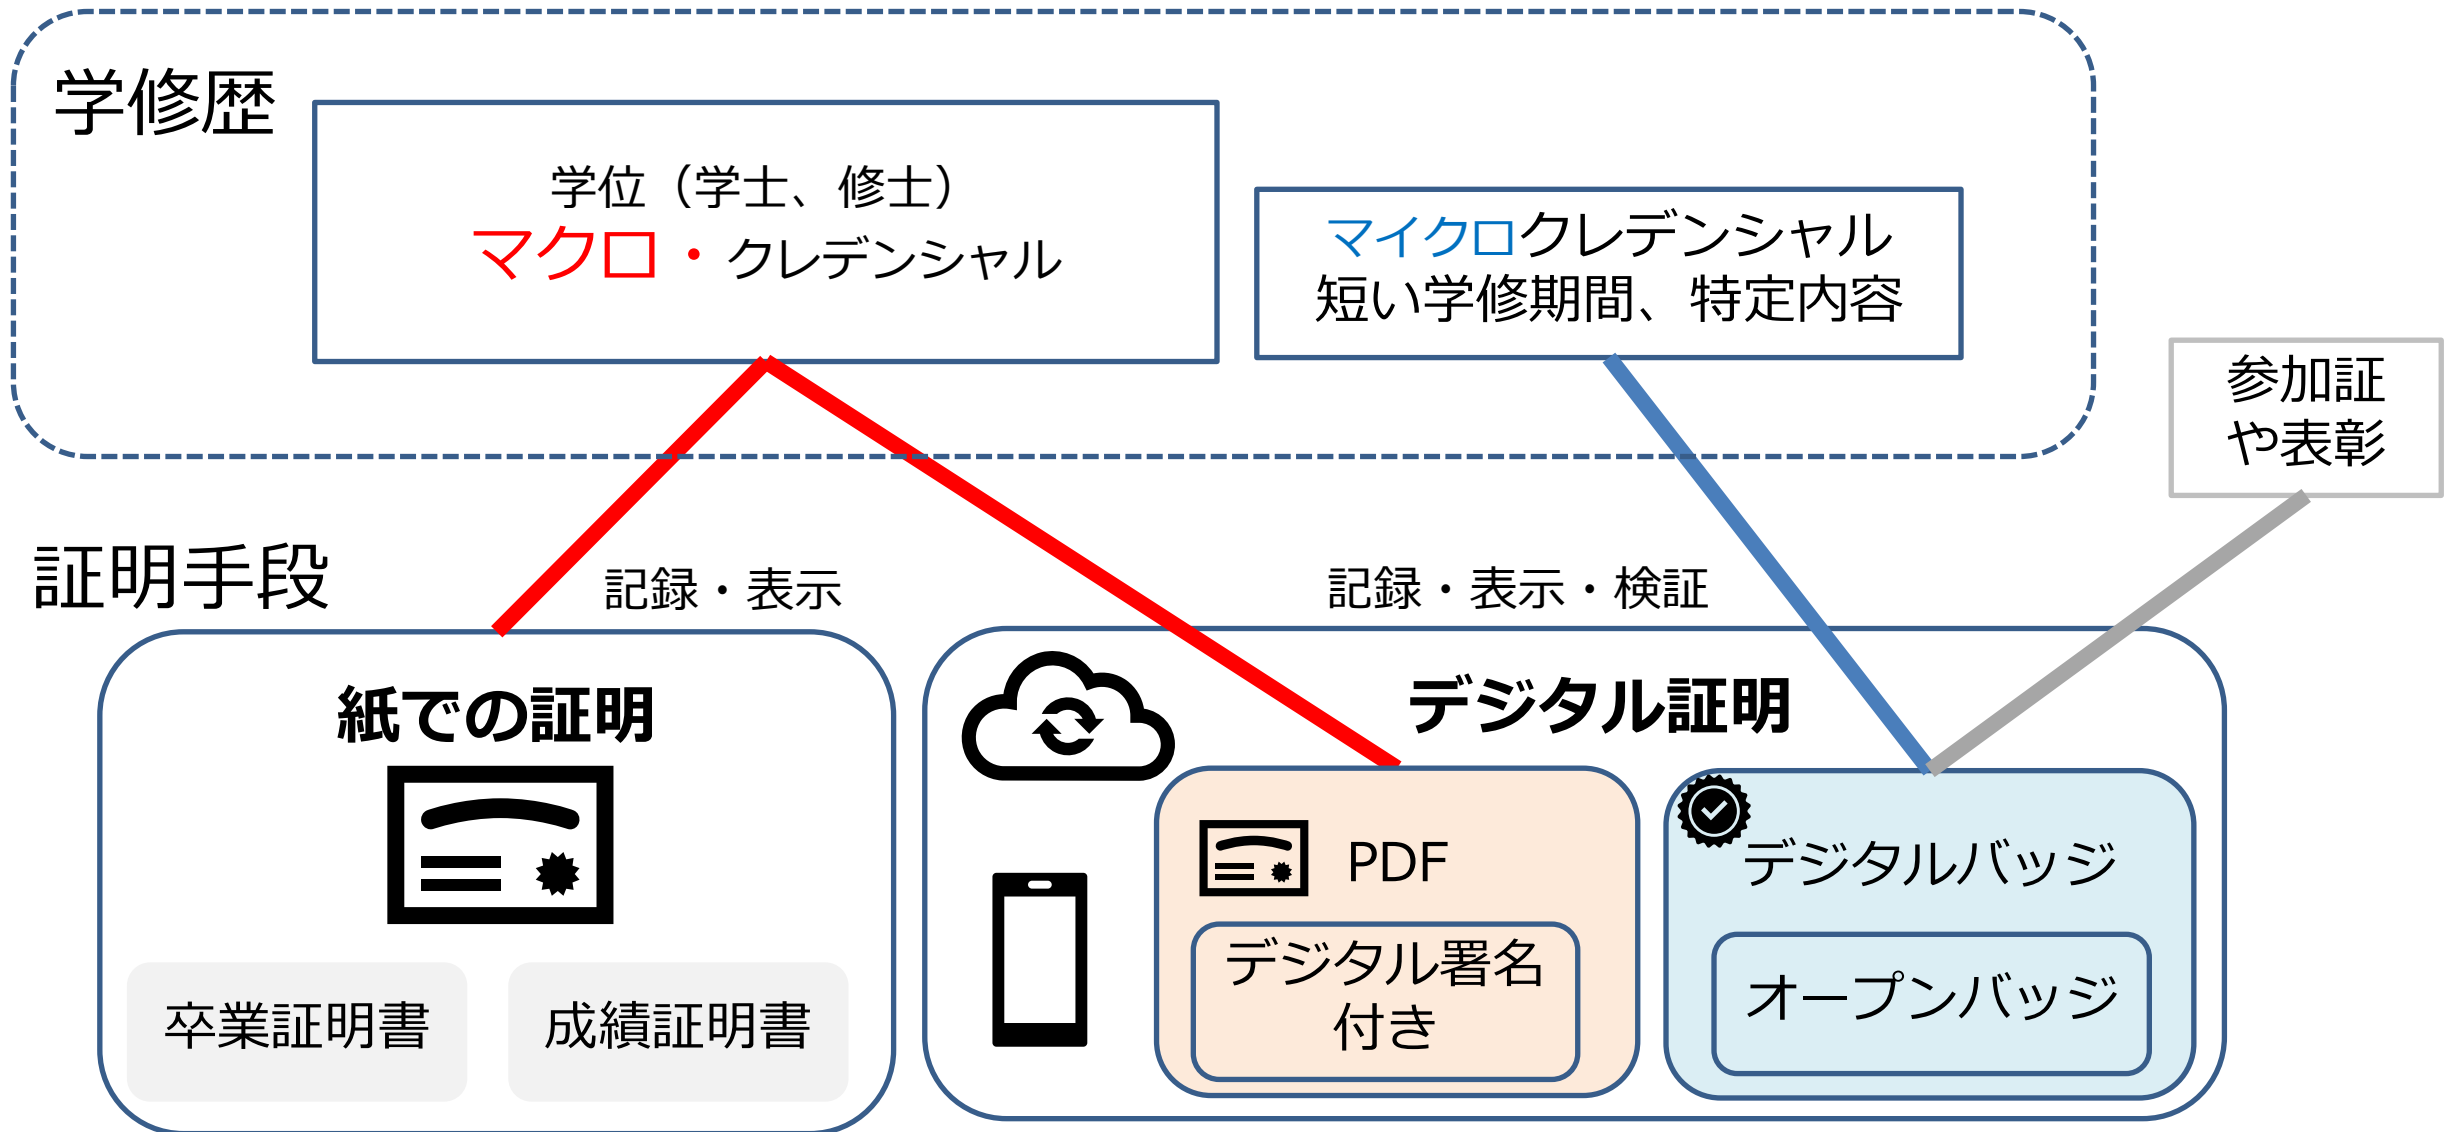 学修歴
学位（学士、修士）
マクロ・クレデンシャル
マイクロクレデンシャル
短い学修期間、特定内容
参加証
や表彰
証明手段
記録・表示
記録・表示・検証
紙での証明
卒業証明書
成績証明書
デジタル証明
PDF
デジタル署名
付き
デジタルバッジ
オープンバッジ